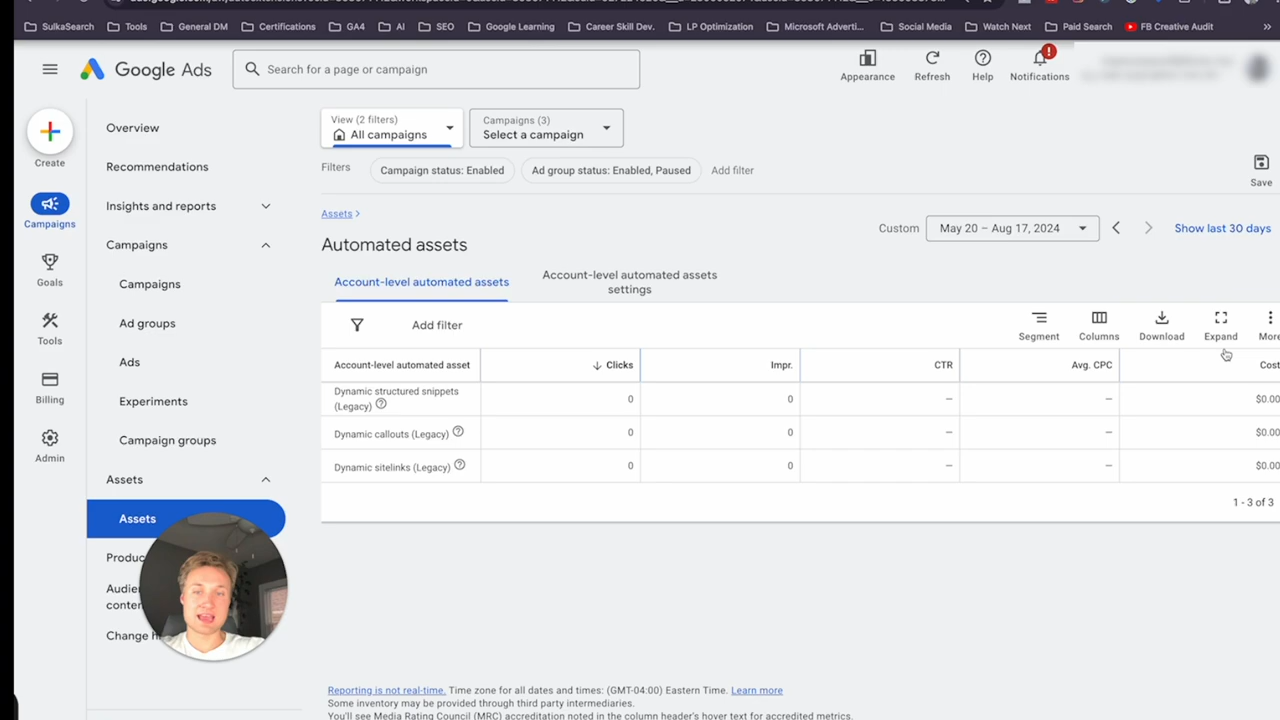 SulkaSearch Tools General DM Certifications GA4 AI SEO Google Learning Career Skill Dev. LP Optimization Microsoft Adverti... Social Media Watch Next Paid Search FB Creative Audit »
Google Ads
Search for a page or campaign
Appearance
Refresh
Help
!
Notifications
Create
Campaigns
Goals
Tools
Billing
Admin
Overview
Recommendations
Insights and reports
Campaigns
Campaigns
Ad groups
Ads
Experiments
Campaign groups
Assets
Assets
Produc
Audie
conter
Change h
View (2 filters)
All campaigns
Campaigns (3)
Select a campaign
Filters
Campaign status: Enabled
Ad group status: Enabled, Paused
Add filter
Save
Assets >
Custom
May 20 – Aug 17, 2024
Show last 30 days
Automated assets
Account-level automated assets
Account-level automated assets
settings
Add filter
Segment
Columns
Download
Expand
More
Account-level automated asset ↓ Clicks Impr. CTR Avg. CPC Cost
Dynamic structured snippets
(Legacy) 0 0 – – $0.00
Dynamic callouts (Legacy) 0 0 – – $0.00
Dynamic sitelinks (Legacy) 0 0 – – $0.00
1 - 3 of 3
Reporting is not real-time. Time zone for all dates and times: (GMT-04:00) Eastern Time. Learn more
Some inventory may be provided through third party intermediaries.
You'll see Media Rating Council (MRC) accreditation noted in the column header's hover text for accredited metrics.